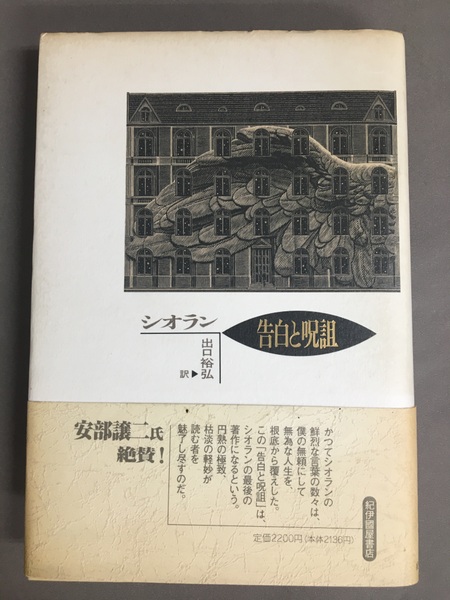 シオラン
告白と呪詛
出口裕弘
訳▶
安部譲二氏
絶賛!
かつてシオランの
鮮烈な言葉の数々は、
僕の無頼にして
無為な人生を、
根底から覆えした。
この「告白と呪詛」は、
シオランの最後の
著作になるという。
円熟の極致、
枯淡の軽妙が
読む者を
魅了し尽すのだ。
紀伊國屋書店
定価2200円(本体2136円)